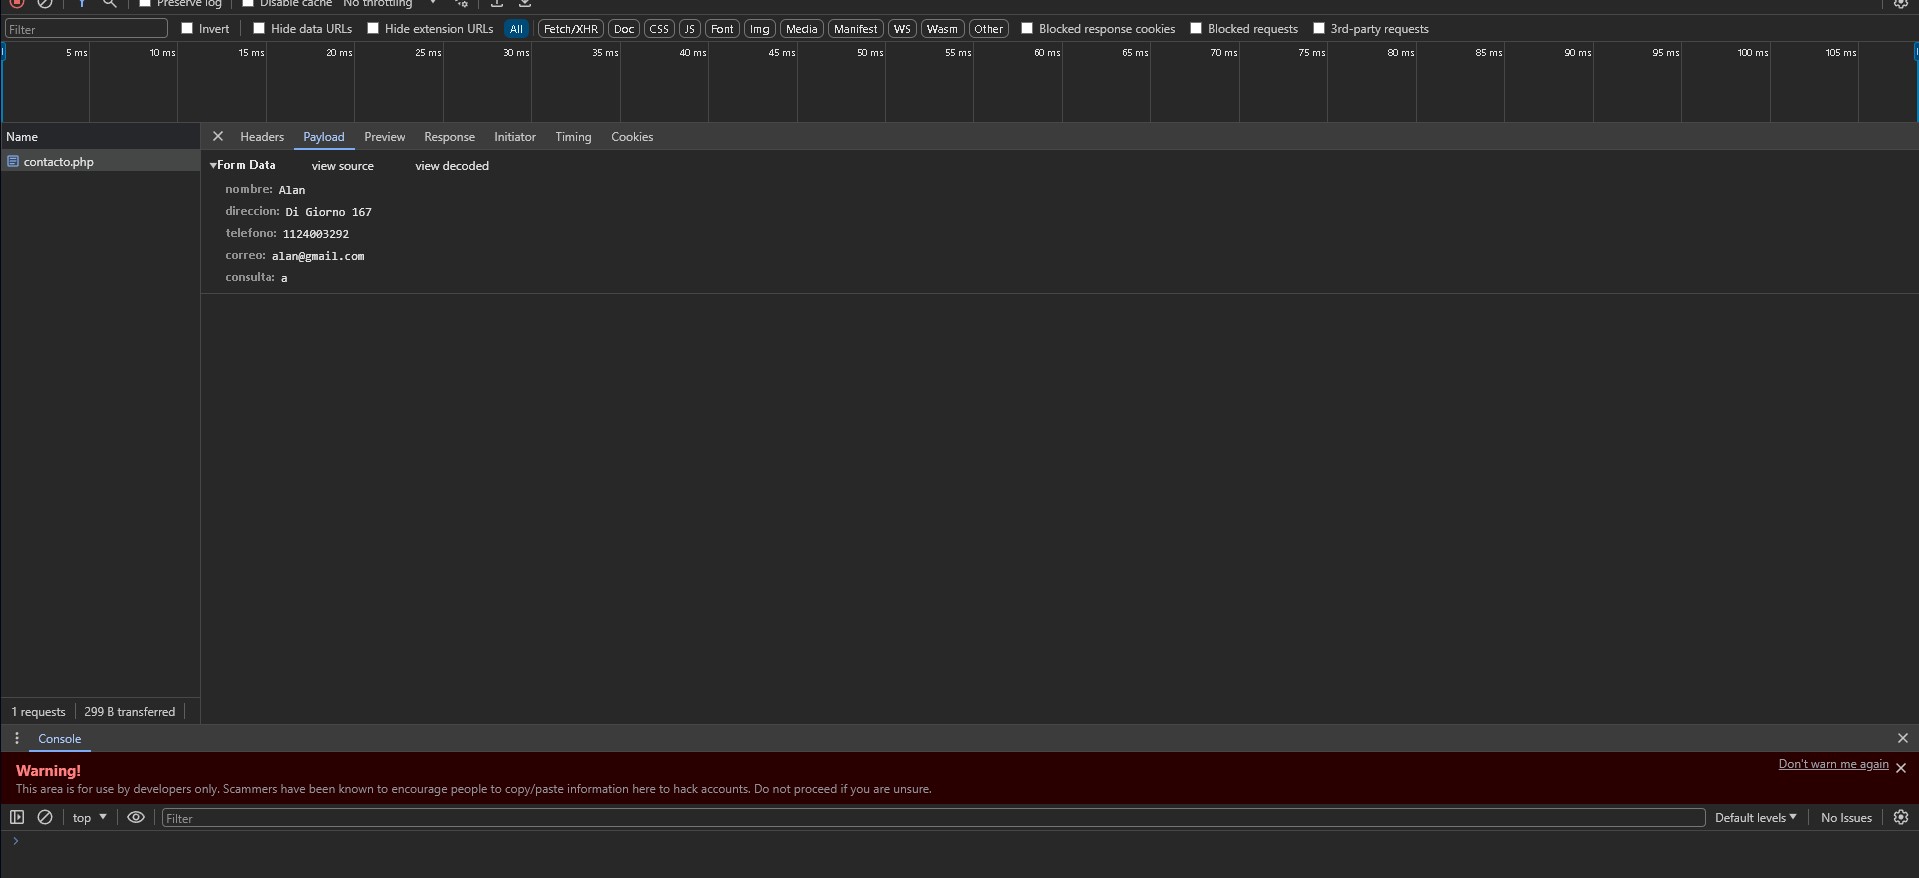 Preserve log Disable cache No throttling
Filter Invert Hide data URLs Hide extension URLs All Fetch/XHR Doc CSS JS Font Img Media Manifest WS Wasm Other Blocked response cookies Blocked requests 3rd-party requests
5 ms 10 ms 15 ms 20 ms 25 ms 30 ms 35 ms 40 ms 45 ms 50 ms 55 ms 60 ms 65 ms 70 ms 75 ms 80 ms 85 ms 90 ms 95 ms 100 ms 105 ms
Name
contacto.php
1 requests 299 B transferred
Headers Payload Preview Response Initiator Timing Cookies
Form Data view source view decoded
nombre: Alan
direccion: Di Giorno 167
telefono: 1124003292
correo: alan@gmail.com
consulta: a
Console
Warning! Don't warn me again
This area is for use by developers only. Scammers have been known to encourage people to copy/paste information here to hack accounts. Do not proceed if you are unsure.
top Filter Default levels No Issues